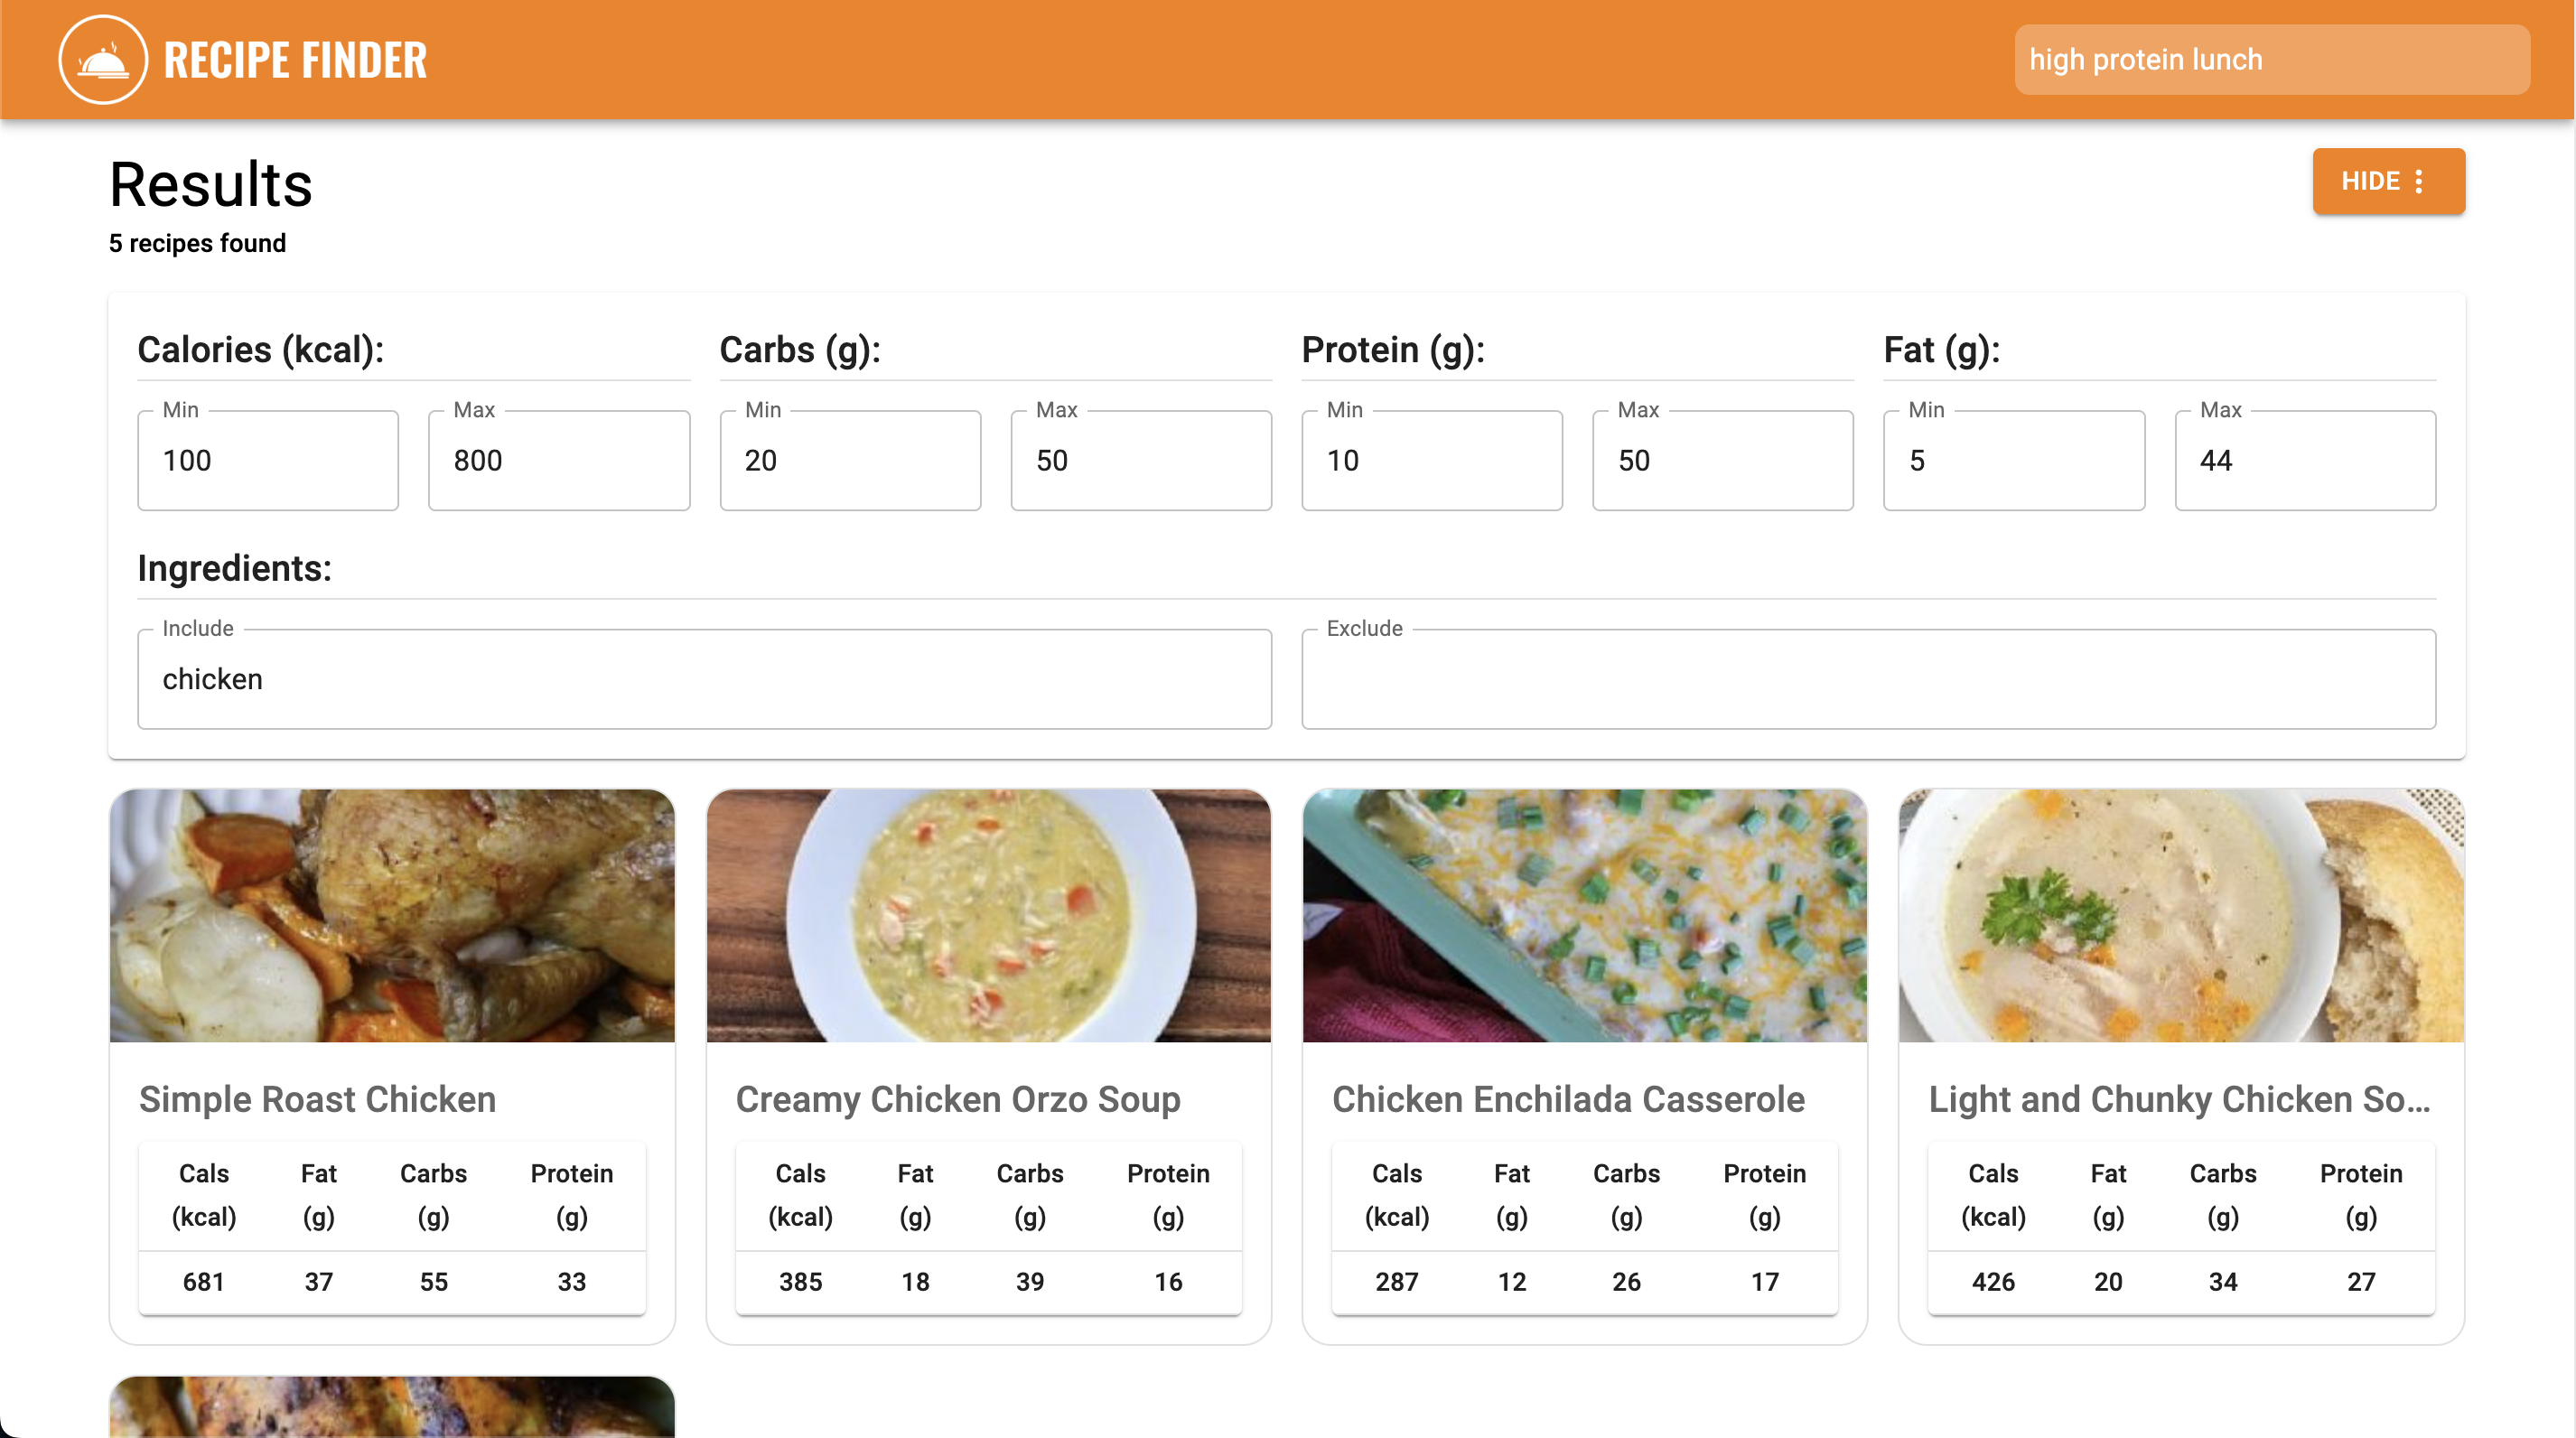 RECIPE FINDER
high protein lunch
Results
HIDE
5 recipes found
Calories (kcal):
Carbs (g):
Protein (g):
Fat (g):
Min
Max
Min
Max
Min
Max
Min
Max
100
800
20
50
10
50
5
44
Ingredients:
Include
Exclude
chicken
Simple Roast Chicken
Cals Fat Carbs Protein
(kcal) (g) (g) (g)
681 37 55 33
Creamy Chicken Orzo Soup
Cals Fat Carbs Protein
(kcal) (g) (g) (g)
385 18 39 16
Chicken Enchilada Casserole
Cals Fat Carbs Protein
(kcal) (g) (g) (g)
287 12 26 17
Light and Chunky Chicken So...
Cals Fat Carbs Protein
(kcal) (g) (g) (g)
426 20 34 27